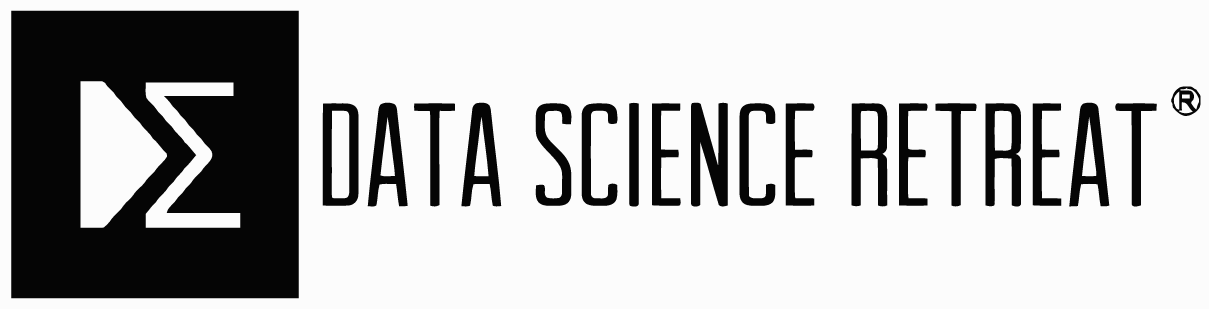 Σ DATA SCIENCE RETREAT ®